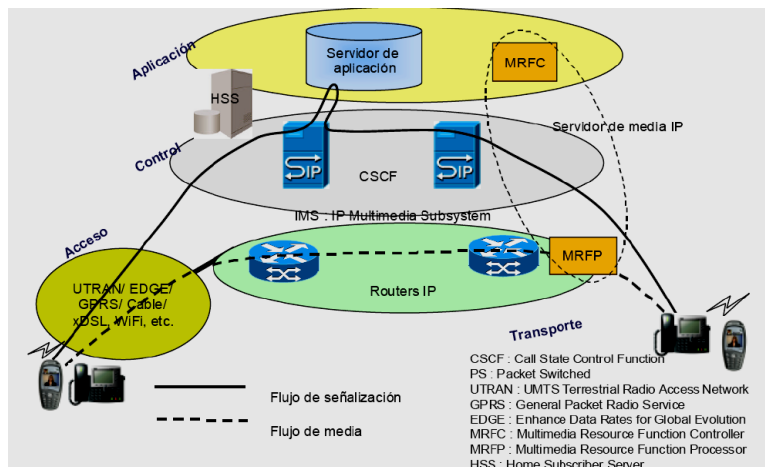 Aplicación
Servidor de
aplicación
MRFC
HSS
Servidor de media IP
Control
SIP
CSCF
SIP
IMS : IP Multimedia Subsystem
Acceso
UTRAN/ EDGE/
GPRS/ Cable/
xDSL, WiFi, etc.
MRFP
Routers IP
Transporte
CSCF : Call State Control Function
PS : Packet Switched
UTRAN : UMTS Terrestrial Radio Access Network
GPRS : General Packet Radio Service
EDGE : Enhance Data Rates for Global Evolution
MRFC : Multimedia Resource Function Controller
MRFP : Multimedia Resource Function Processor
HSS : Home Subscriber Server
Flujo de señalización
Flujo de media